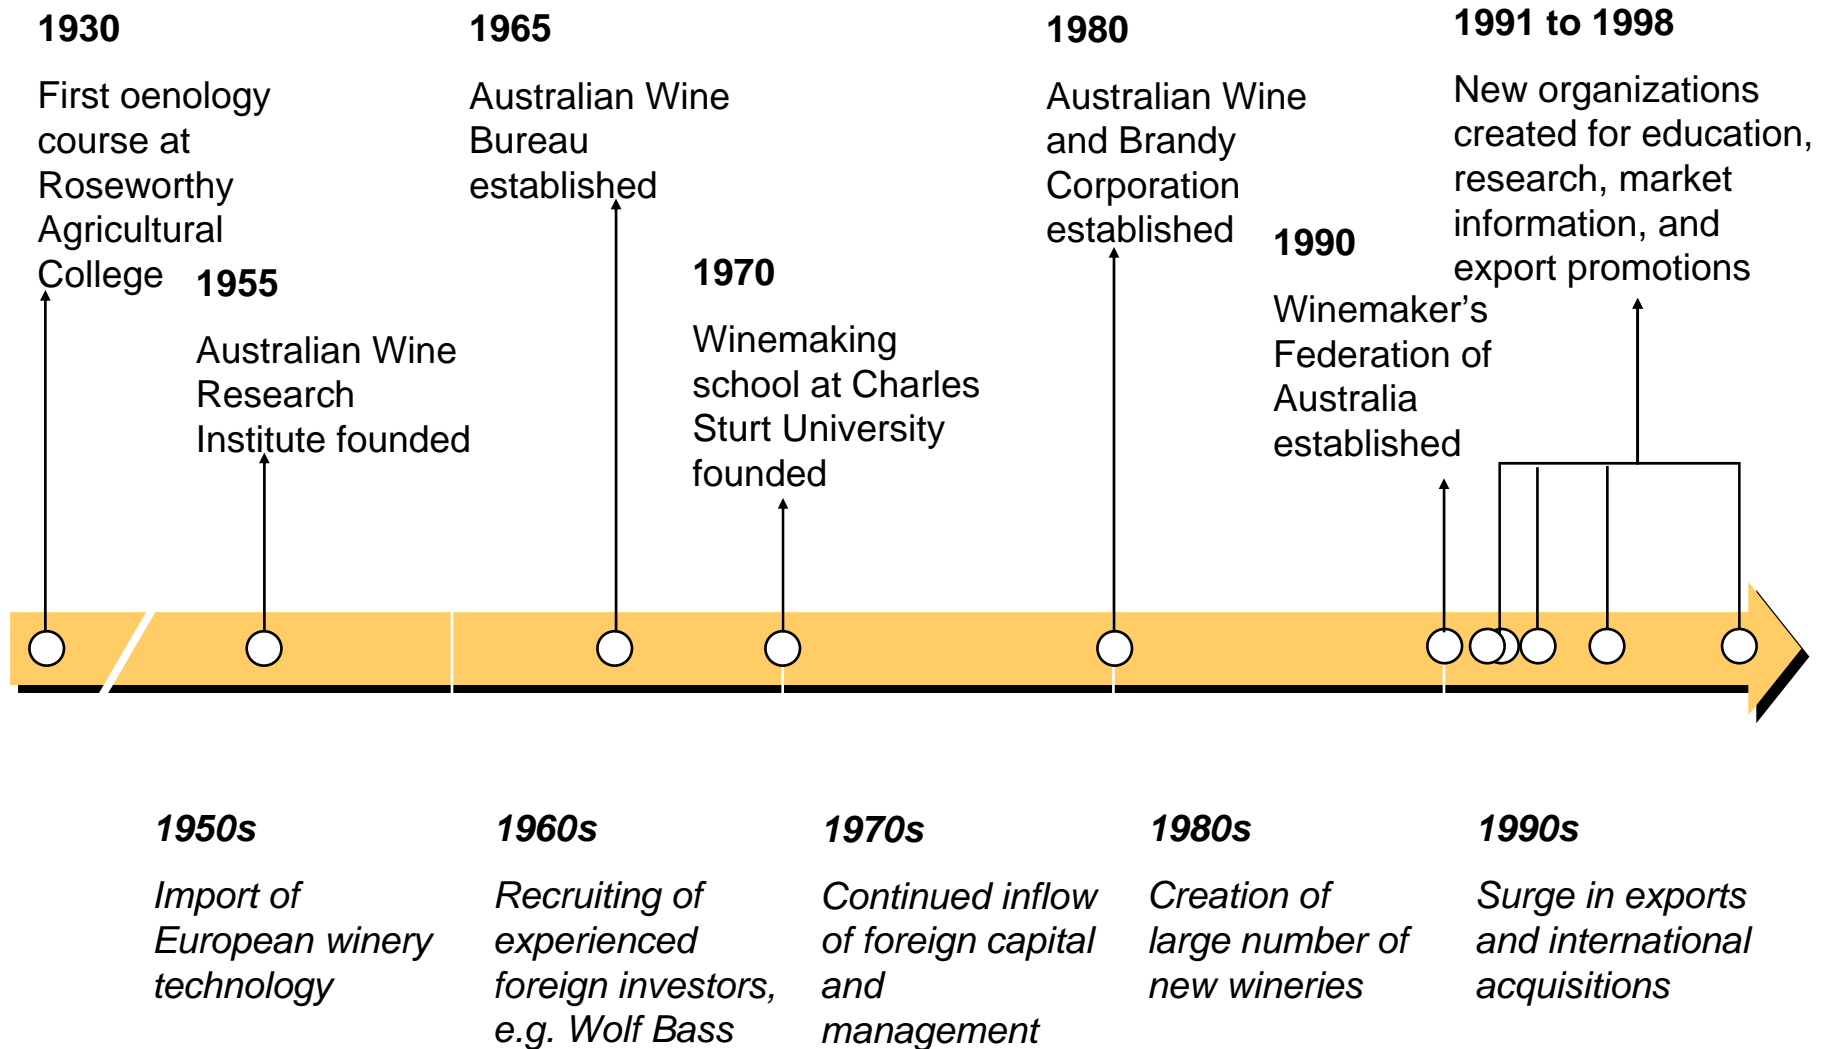 1930
First oenology
course at
Roseworthy
Agricultural
College
1955
Australian Wine
Research
Institute founded
1965
Australian Wine
Bureau
established
1970
Winemaking
school at Charles
Sturt University
founded
1980
Australian Wine
and Brandy
Corporation
established
1990
Winemaker's
Federation of
Australia
established
1991 to 1998
New organizations
created for education,
research, market
information, and
export promotions
1950s
Import of
European winery
technology
1960s
Recruiting of
experienced
foreign investors,
e.g. Wolf Bass
1970s
Continued inflow
of foreign capital
and
management
1980s
Creation of
large number of
new wineries
1990s
Surge in exports
and international
acquisitions